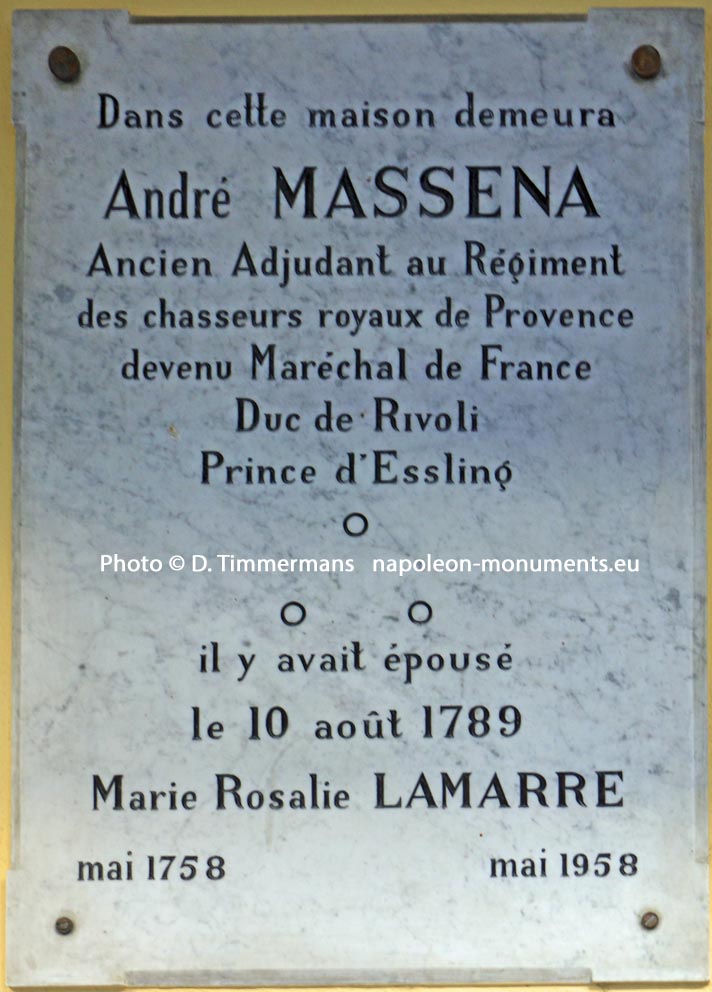 Dans cette maison demeura
André MASSENA
Ancien Adjudant au Régiment
des chasseurs royaux de Provence
devenu Maréchal de France
Duc de Rivoli
Prince d'Essling
Photo © D. Timmermans napoleon-monuments.eu
il y avait épousé
le 10 août 1789
Marie Rosalie LAMARRE
mai 1758 mai 1958